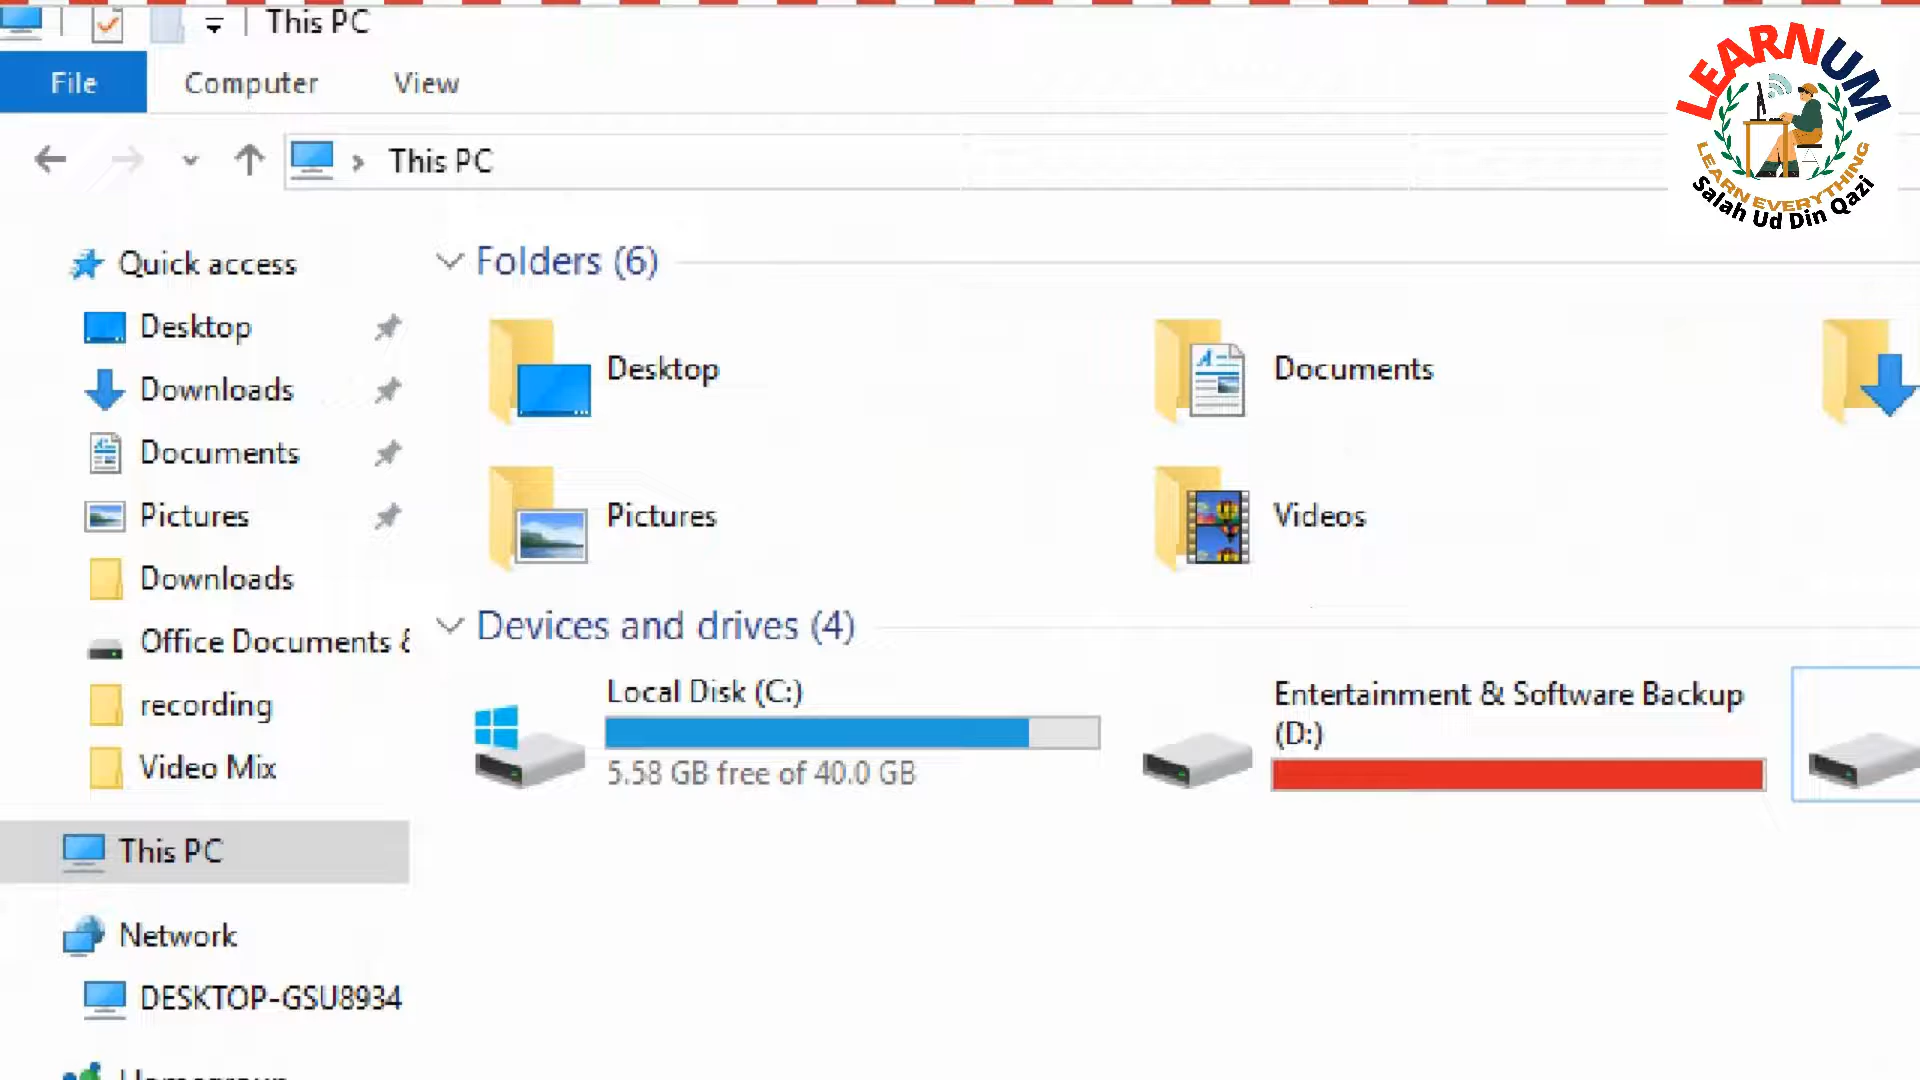 This PC
File
Computer
View
This PC
LEARNUM
LEARN EVERYTHING
Salah Ud Din Qazi
Quick access
Desktop
Downloads
Documents
Pictures
Downloads
Office Documents &
recording
Video Mix
This PC
Network
DESKTOP-GSU8934
Homegroup
Folders (6)
Desktop
Documents
Pictures
Videos
Devices and drives (4)
Local Disk (C:)
5.58 GB free of 40.0 GB
Entertainment & Software Backup
(D:)